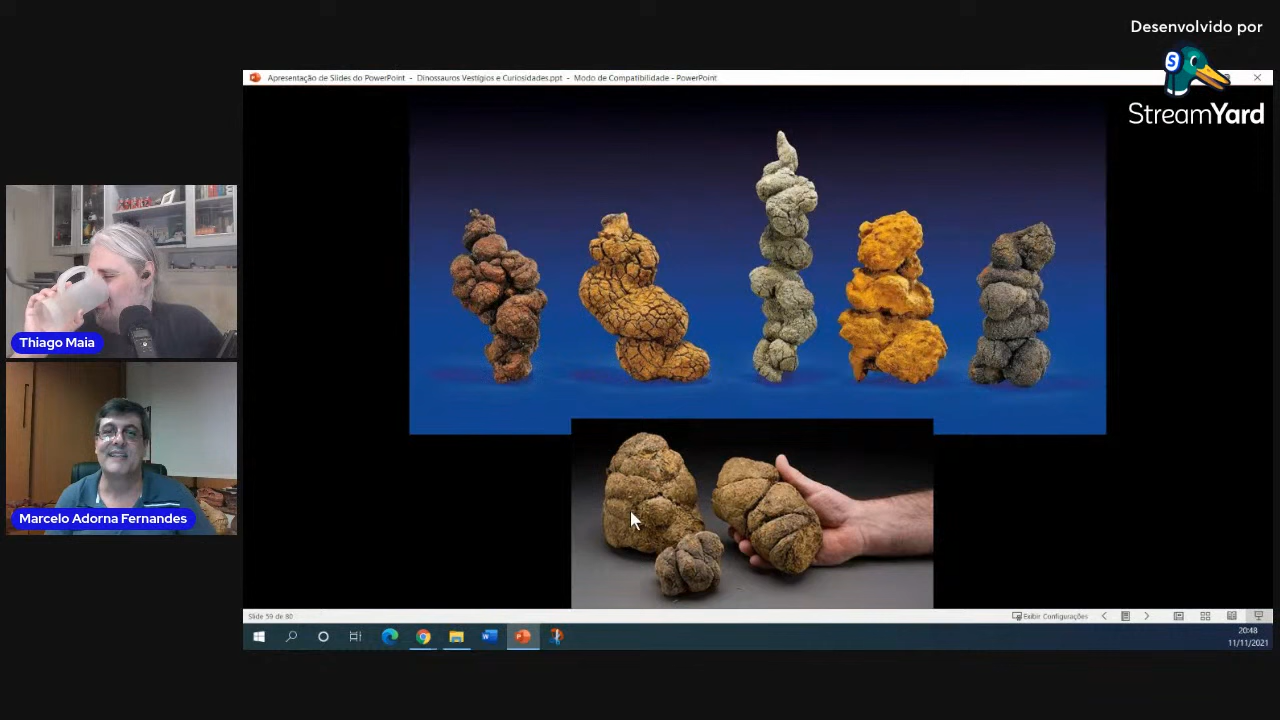 Desenvolvido por
StreamYard
Apresentação de Slides do PowerPoint - Dinossauros Vestígios e Curiosidades.ppt - Modo de Compatibilidade - PowerPoint
Thiago Maia
Marcelo Adorna Fernandes
Slide 59 de 80
Exibir Configurações
20:48
11/11/2021